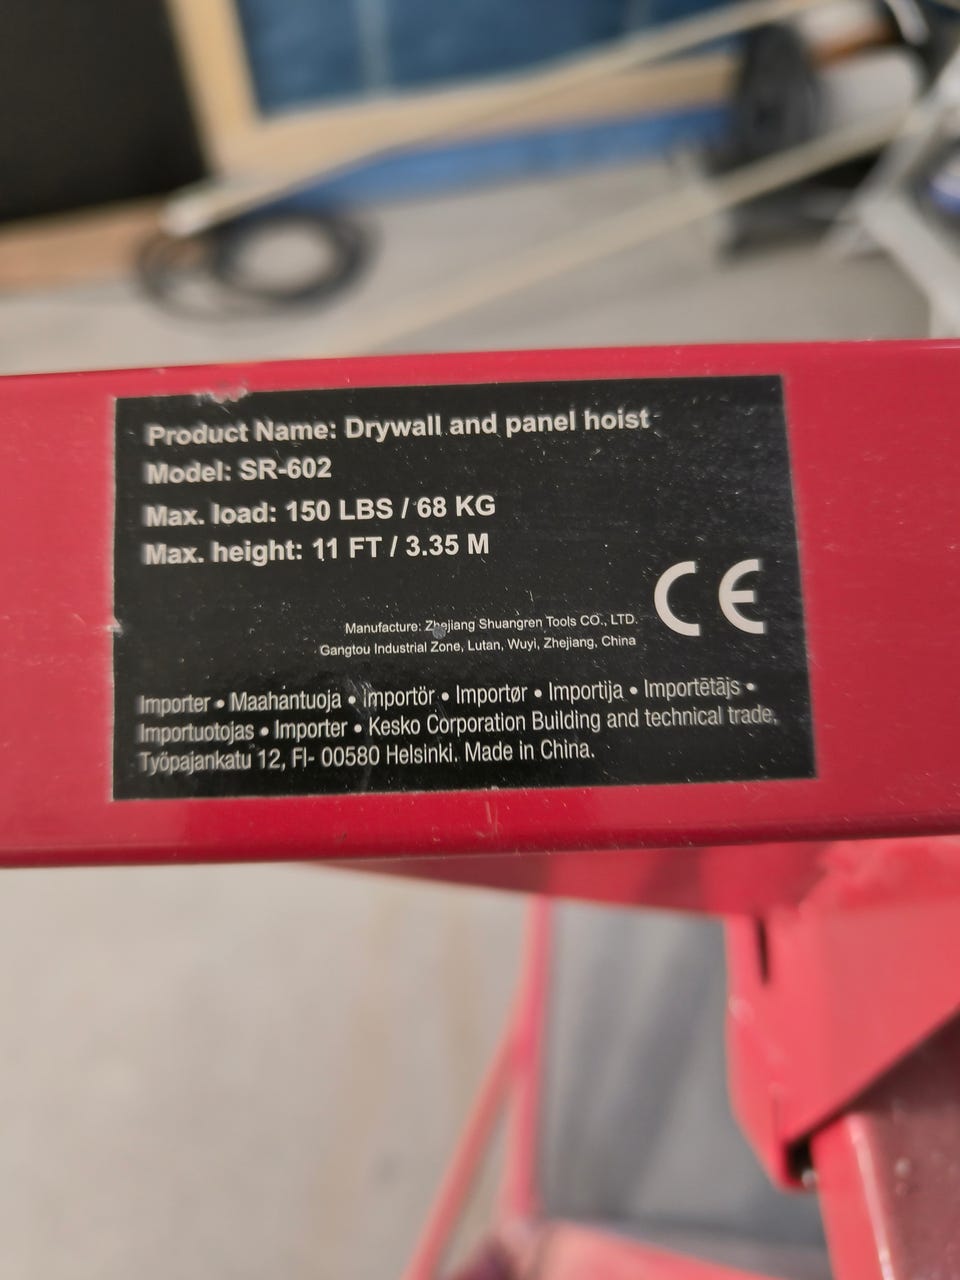 Product Name: Drywall and panel hoist
Model: SR-602
Max. load: 150 LBS / 68 KG
Max. height: 11 FT / 3.35 M
CE
Manufacture: Zhejiang Shuangren Tools CO., LTD.
Gangtou Industrial Zone, Lutan, Wuyi, Zhejiang, China
Importer • Maahantuoja • importör • Importør • Importija • Importētājs •
Importuotojas • Importer • Kesko Corporation Building and technical trade,
Työpajankatu 12, FI- 00580 Helsinki. Made in China.